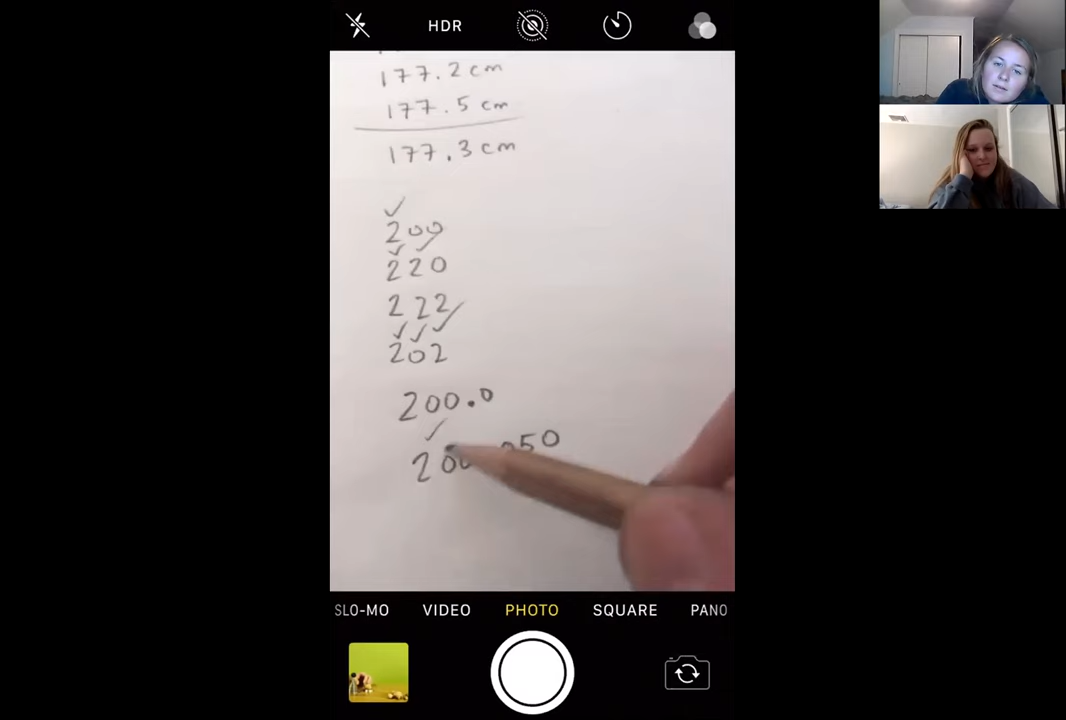 HDR
177.2 cm
177.5 cm
177.3 cm
200
220
222
202
200.0
SLO-MO
VIDEO
PHOTO
SQUARE
PANO